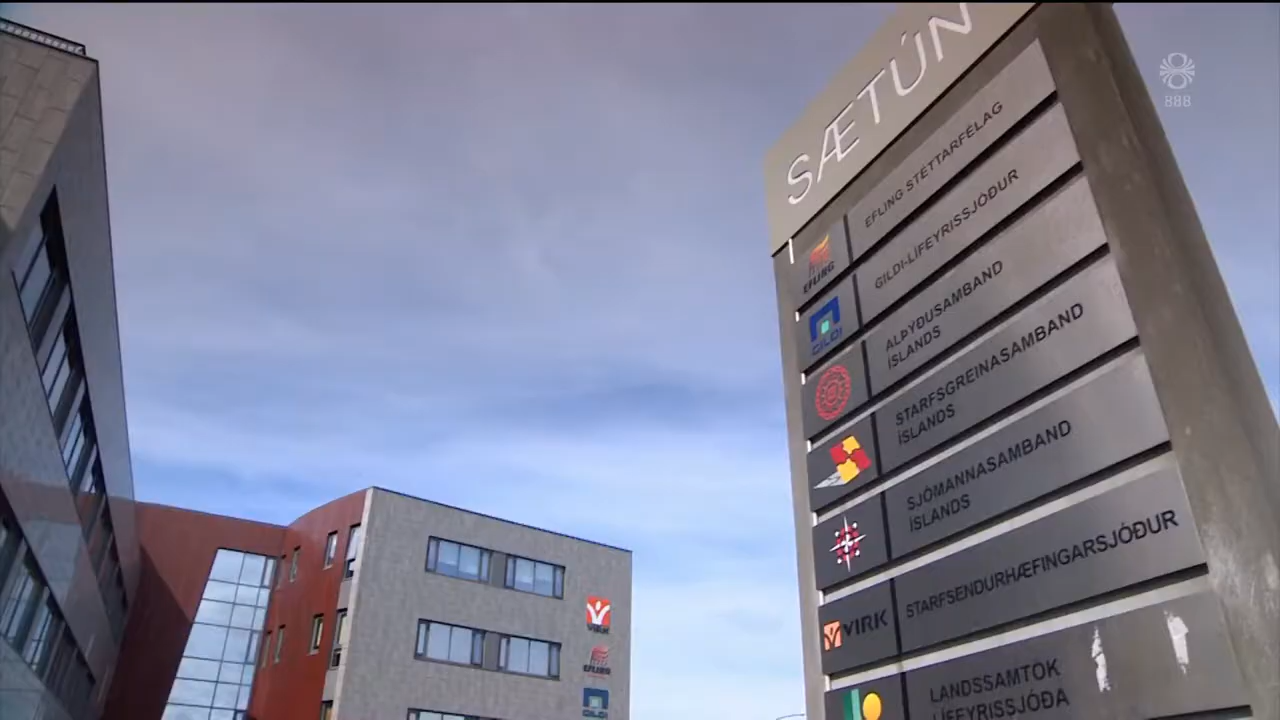 888
SÆTÚN
EFLING
EFLING STÉTTARFÉLAG
GILDI
GILDI-LÍFEYRISSJÓÐUR
ALÞÝÐUSAMBAND
ÍSLANDS
STARFSGREINASAMBAND
ÍSLANDS
SJÓMANNASAMBAND
ÍSLANDS
VIRK
STARFSENDURHÆFINGARSJÓÐUR
LANDSSAMTÖK
LÍFEYRISSJÓÐA
VIRK
EFLING
GILDI